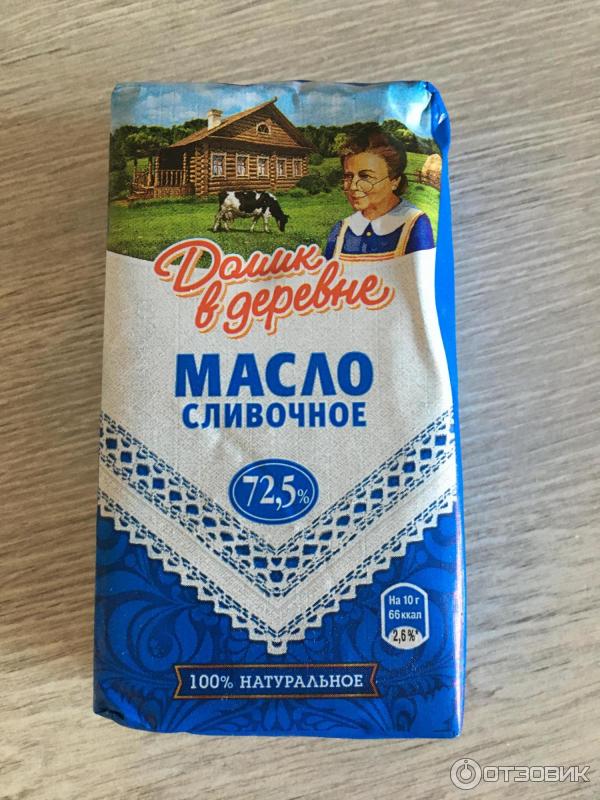 Домик
в деревне
МАСЛО
СЛИВОЧНОЕ
72,5%
На 10 г
66 ккал
2,6%*
100% НАТУРАЛЬНОЕ
ОТЗОВИК